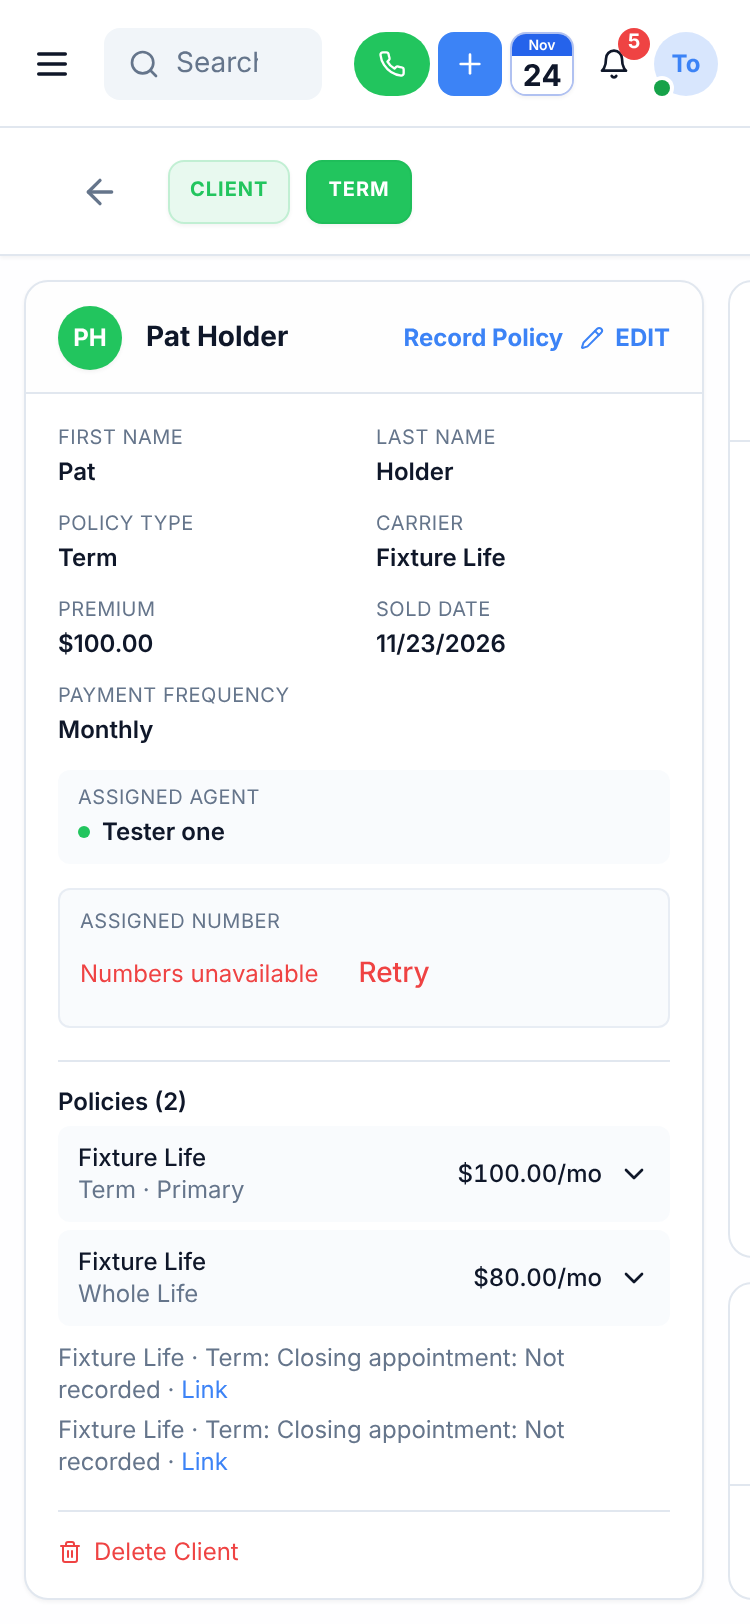 Search
Nov
24
5
To
CLIENT
TERM
PH
Pat Holder
Record Policy
EDIT
FIRST NAME
LAST NAME
Pat
Holder
POLICY TYPE
CARRIER
Term
Fixture Life
PREMIUM
SOLD DATE
$100.00
11/23/2026
PAYMENT FREQUENCY
Monthly
ASSIGNED AGENT
Tester one
ASSIGNED NUMBER
Numbers unavailable
Retry
Policies (2)
Fixture Life
$100.00/mo
Term · Primary
Fixture Life
$80.00/mo
Whole Life
Fixture Life · Term: Closing appointment: Not
recorded · Link
Fixture Life · Term: Closing appointment: Not
recorded · Link
Delete Client